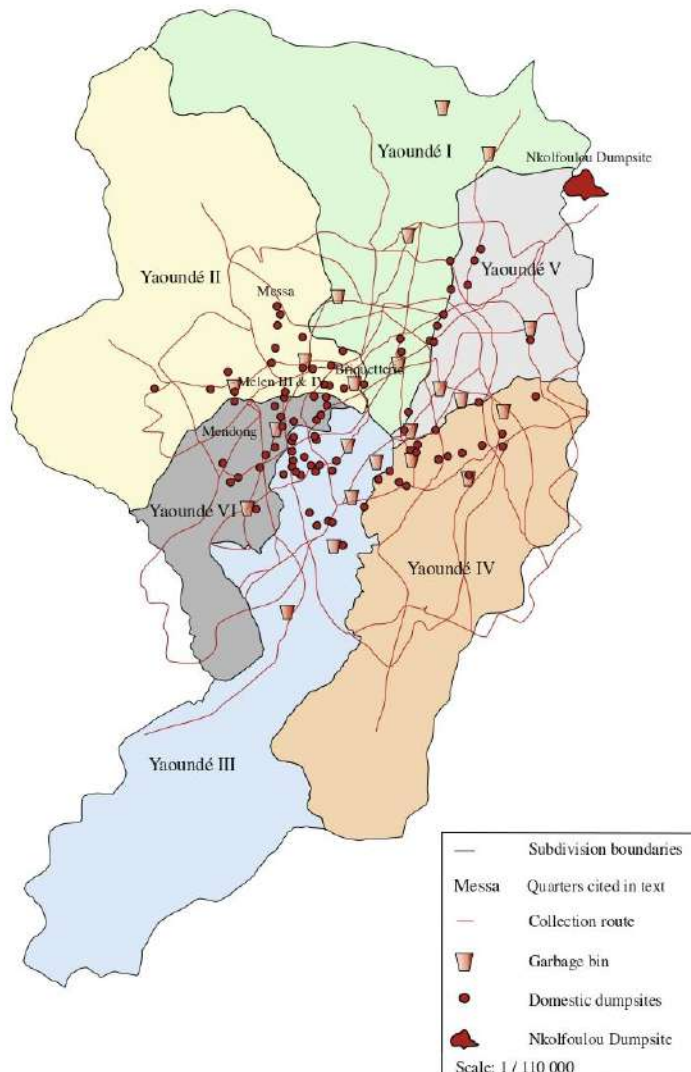 Yaoundé I
Nkolfoulou Dumpsite
Yaoundé V
Yaoundé II
Messa
Briquetterie
Melen III & IV
Mendong
Yaoundé VI
Yaoundé IV
Yaoundé III
Subdivision boundaries
Messa Quarters cited in text
Collection route
Garbage bin
Domestic dumpsites
Nkolfoulou Dumpsite
Scale: 1 / 110 000